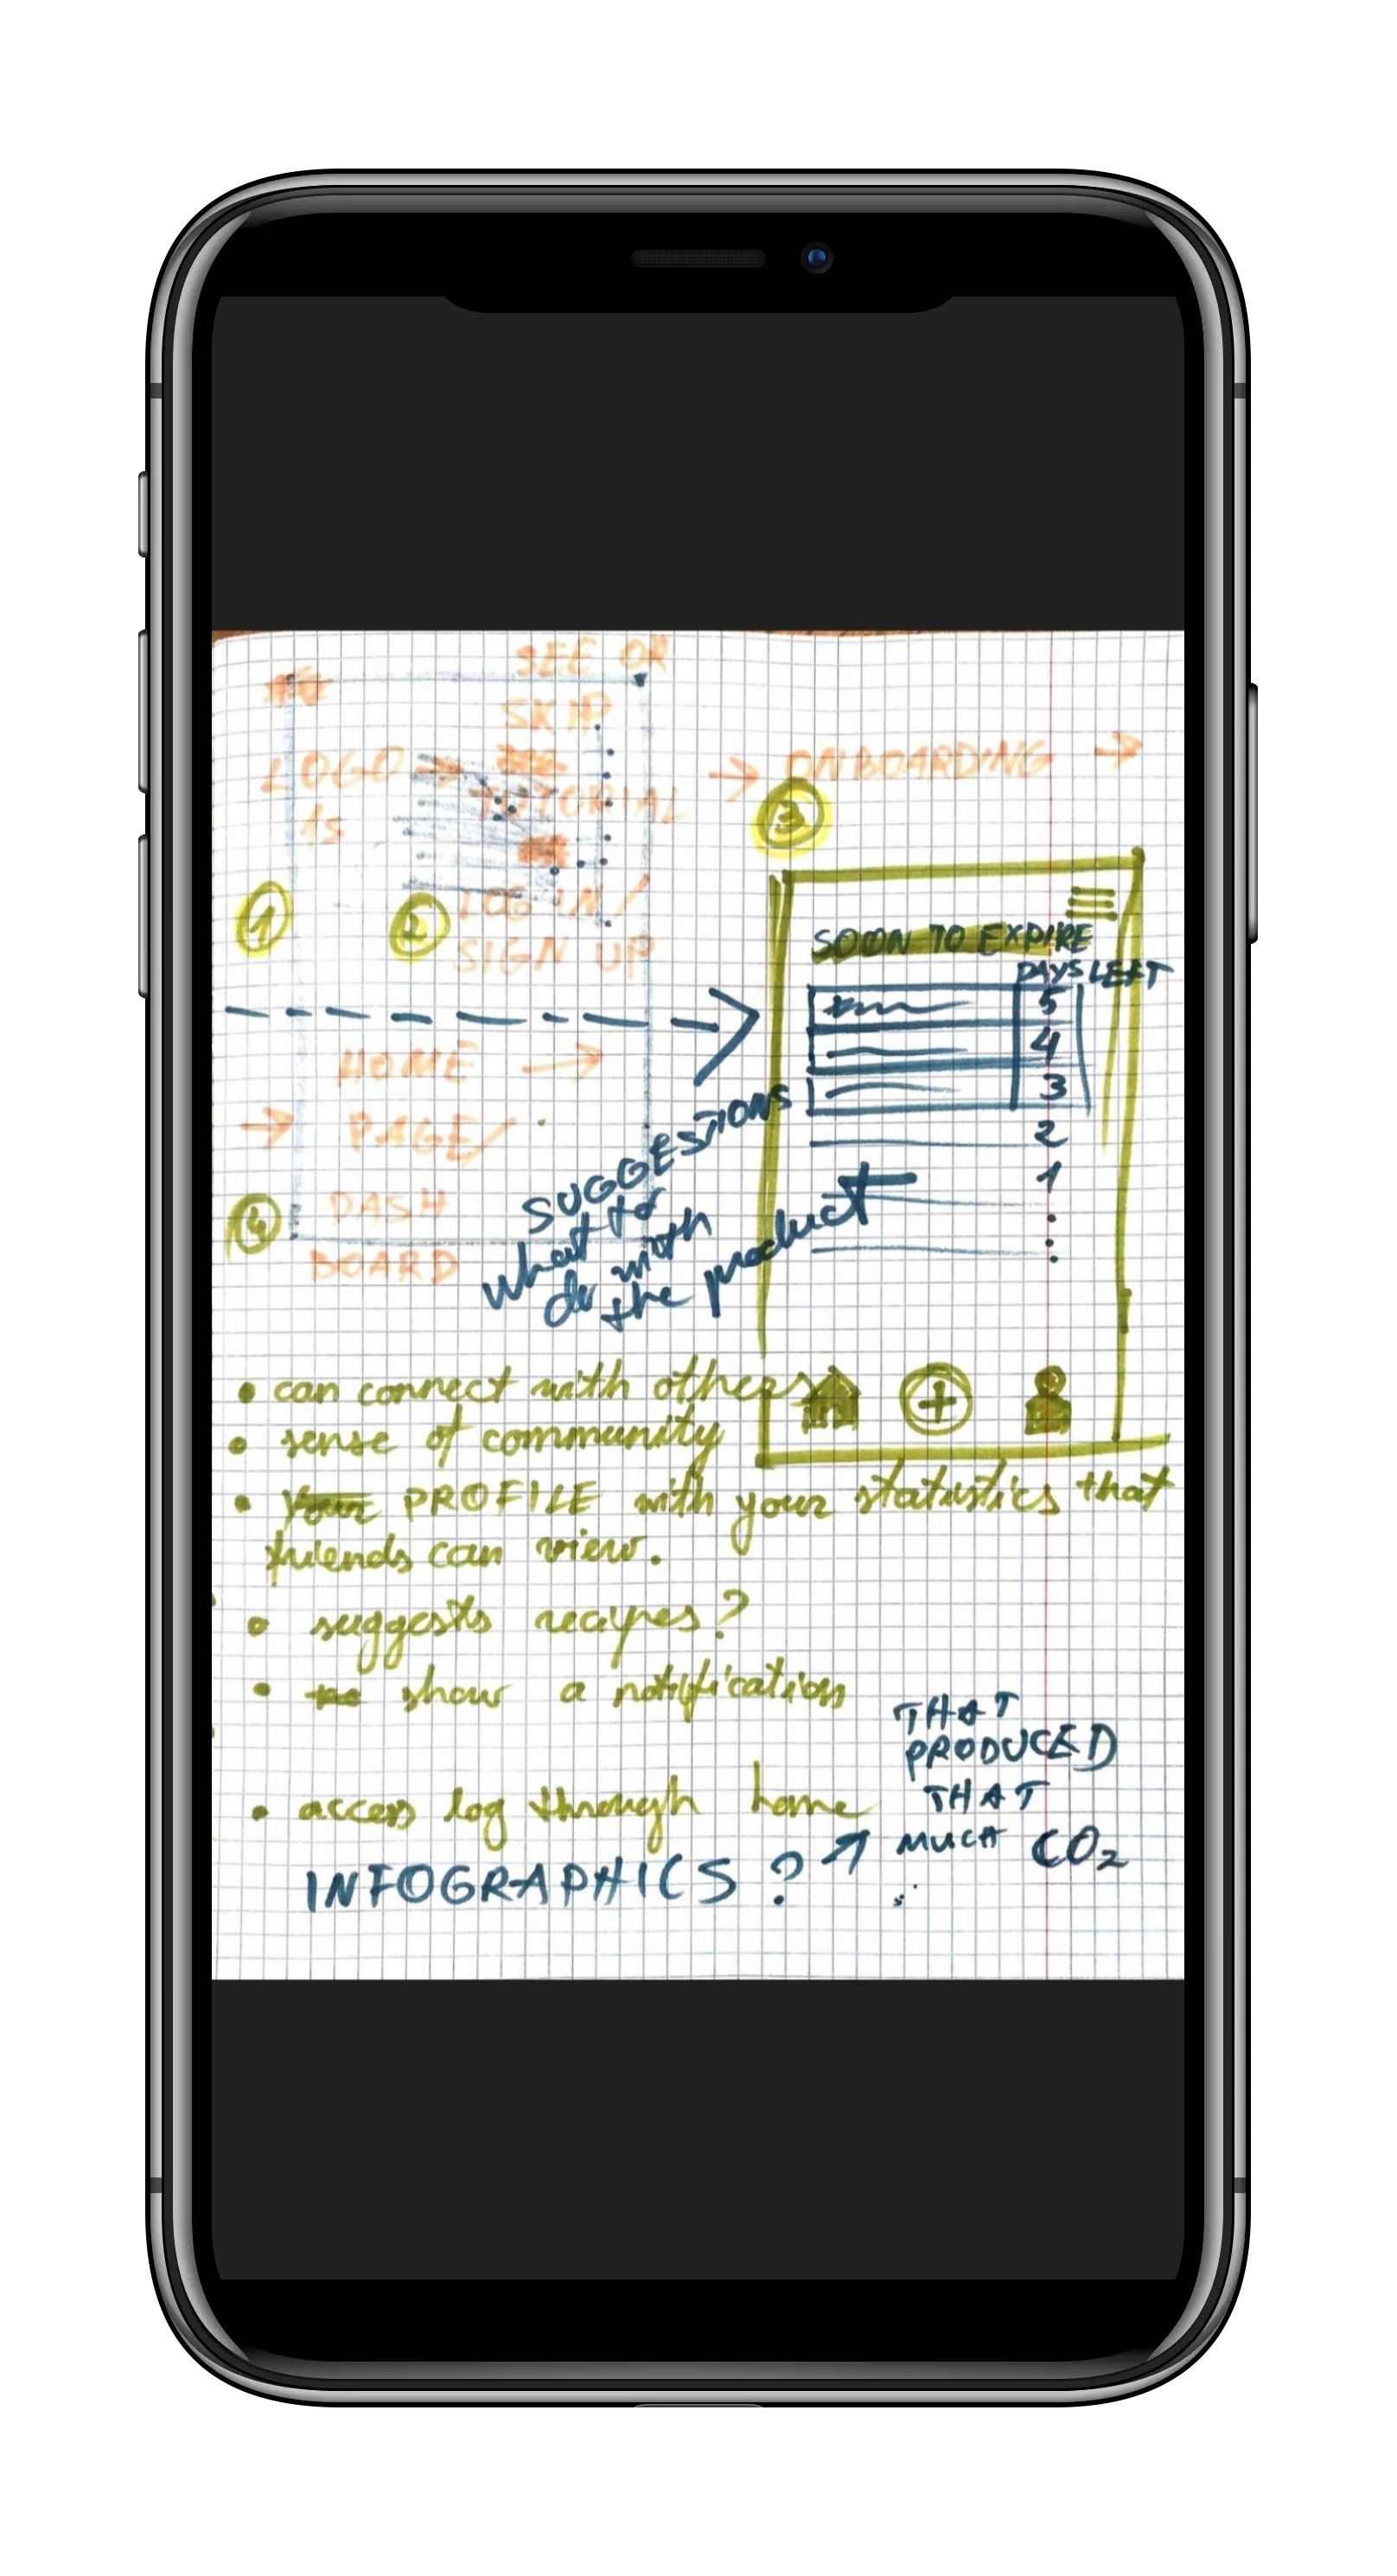 SEE OR
SKIP
LOGO → TUTORIAL → ONBOARDING →
1s
3
1
2
LOG IN/
SIGN UP
SOON TO EXPIRE
DAYS LEFT
5
4
3
2
1
HOME →
→ PAGE/
4
DASH
BOARD
SUGGESTIONS
what to
do with
the product
• can connect with others
• sense of community
• PROFILE with your statistics that
friends can view.
• suggests recipes?
• show a notification
• access log through home
INFOGRAPHICS ? ↗
THAT
PRODUCED
THAT
MUCH CO₂